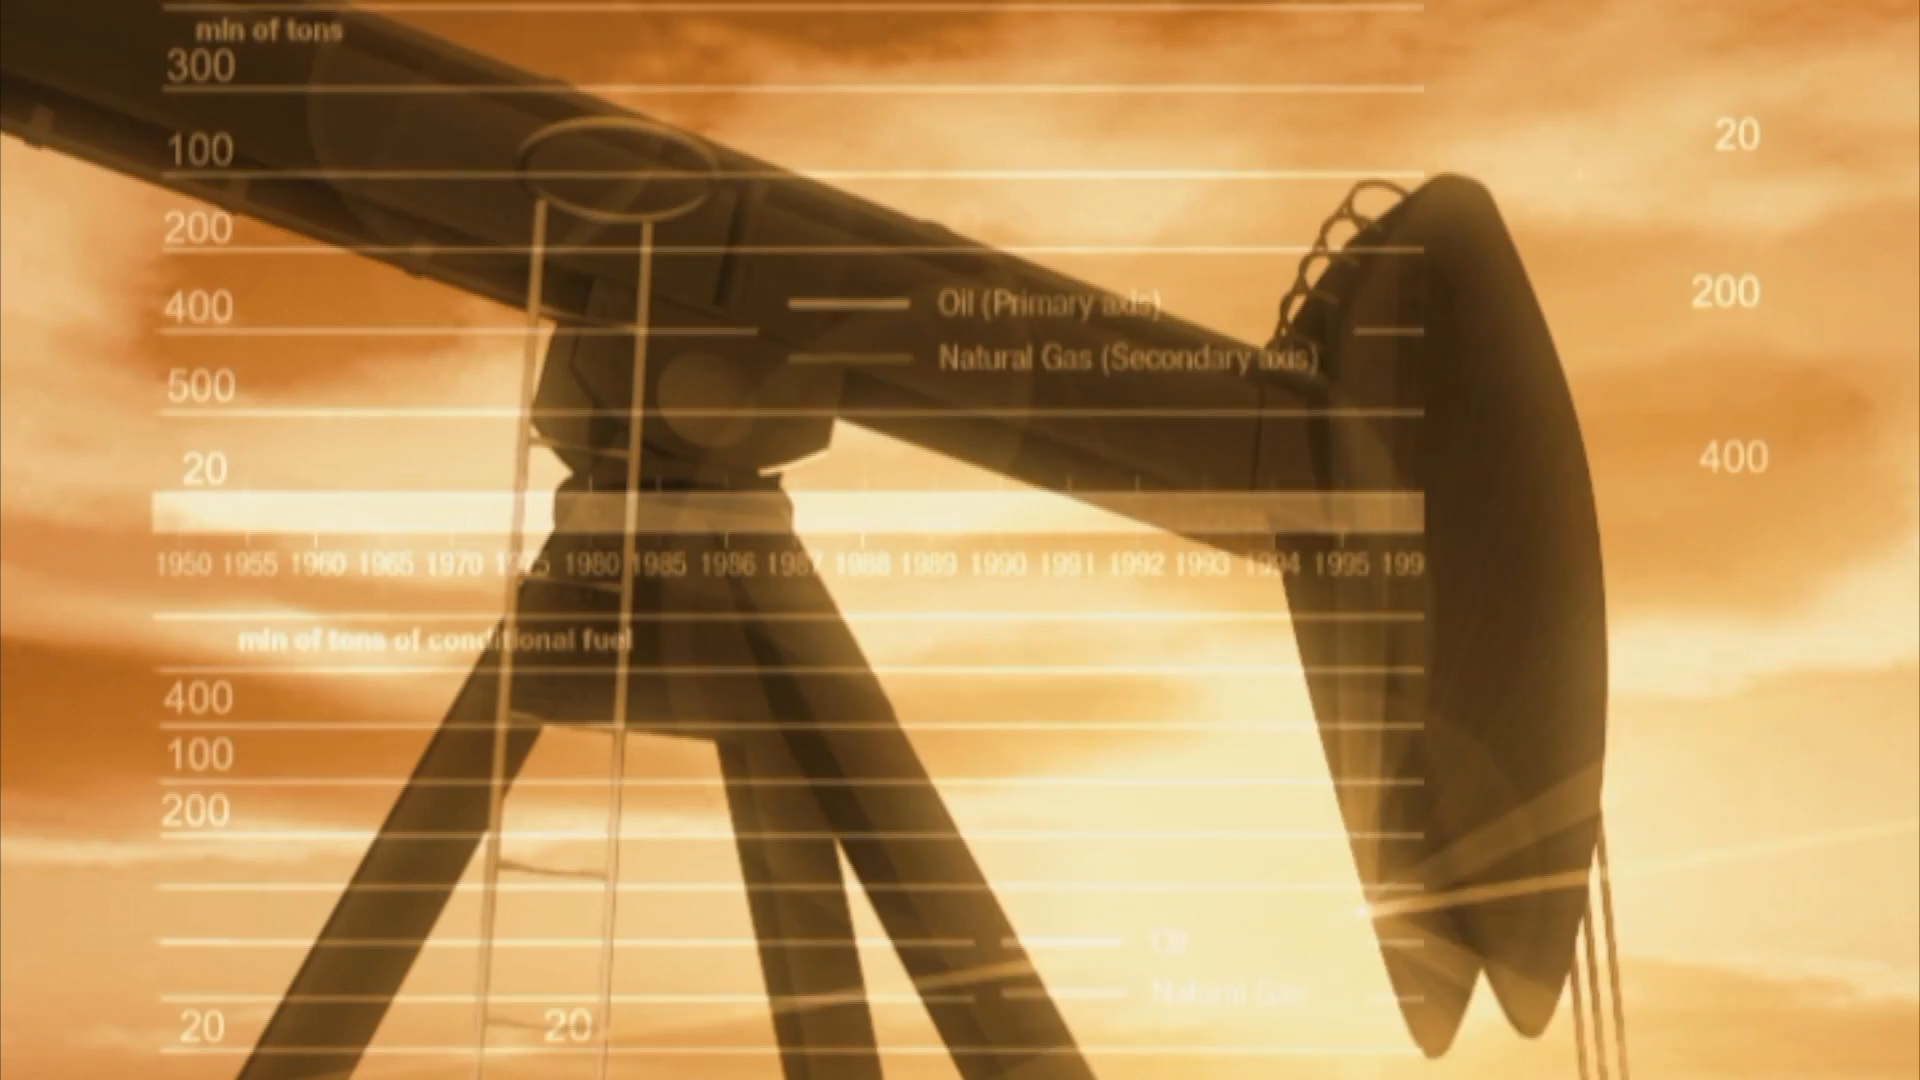 mln of tons
300
100
20
200
200
400
Oil (Primary axis)
Natural Gas (Secondary axis)
500
400
20
1950 1955 1960 1965 1970 1975 1980 1985 1986 1987 1988 1989 1990 1991 1992 1993 1994 1995 199
mln of tons of conditional fuel
400
100
200
Oil
Natural Gas
20
20